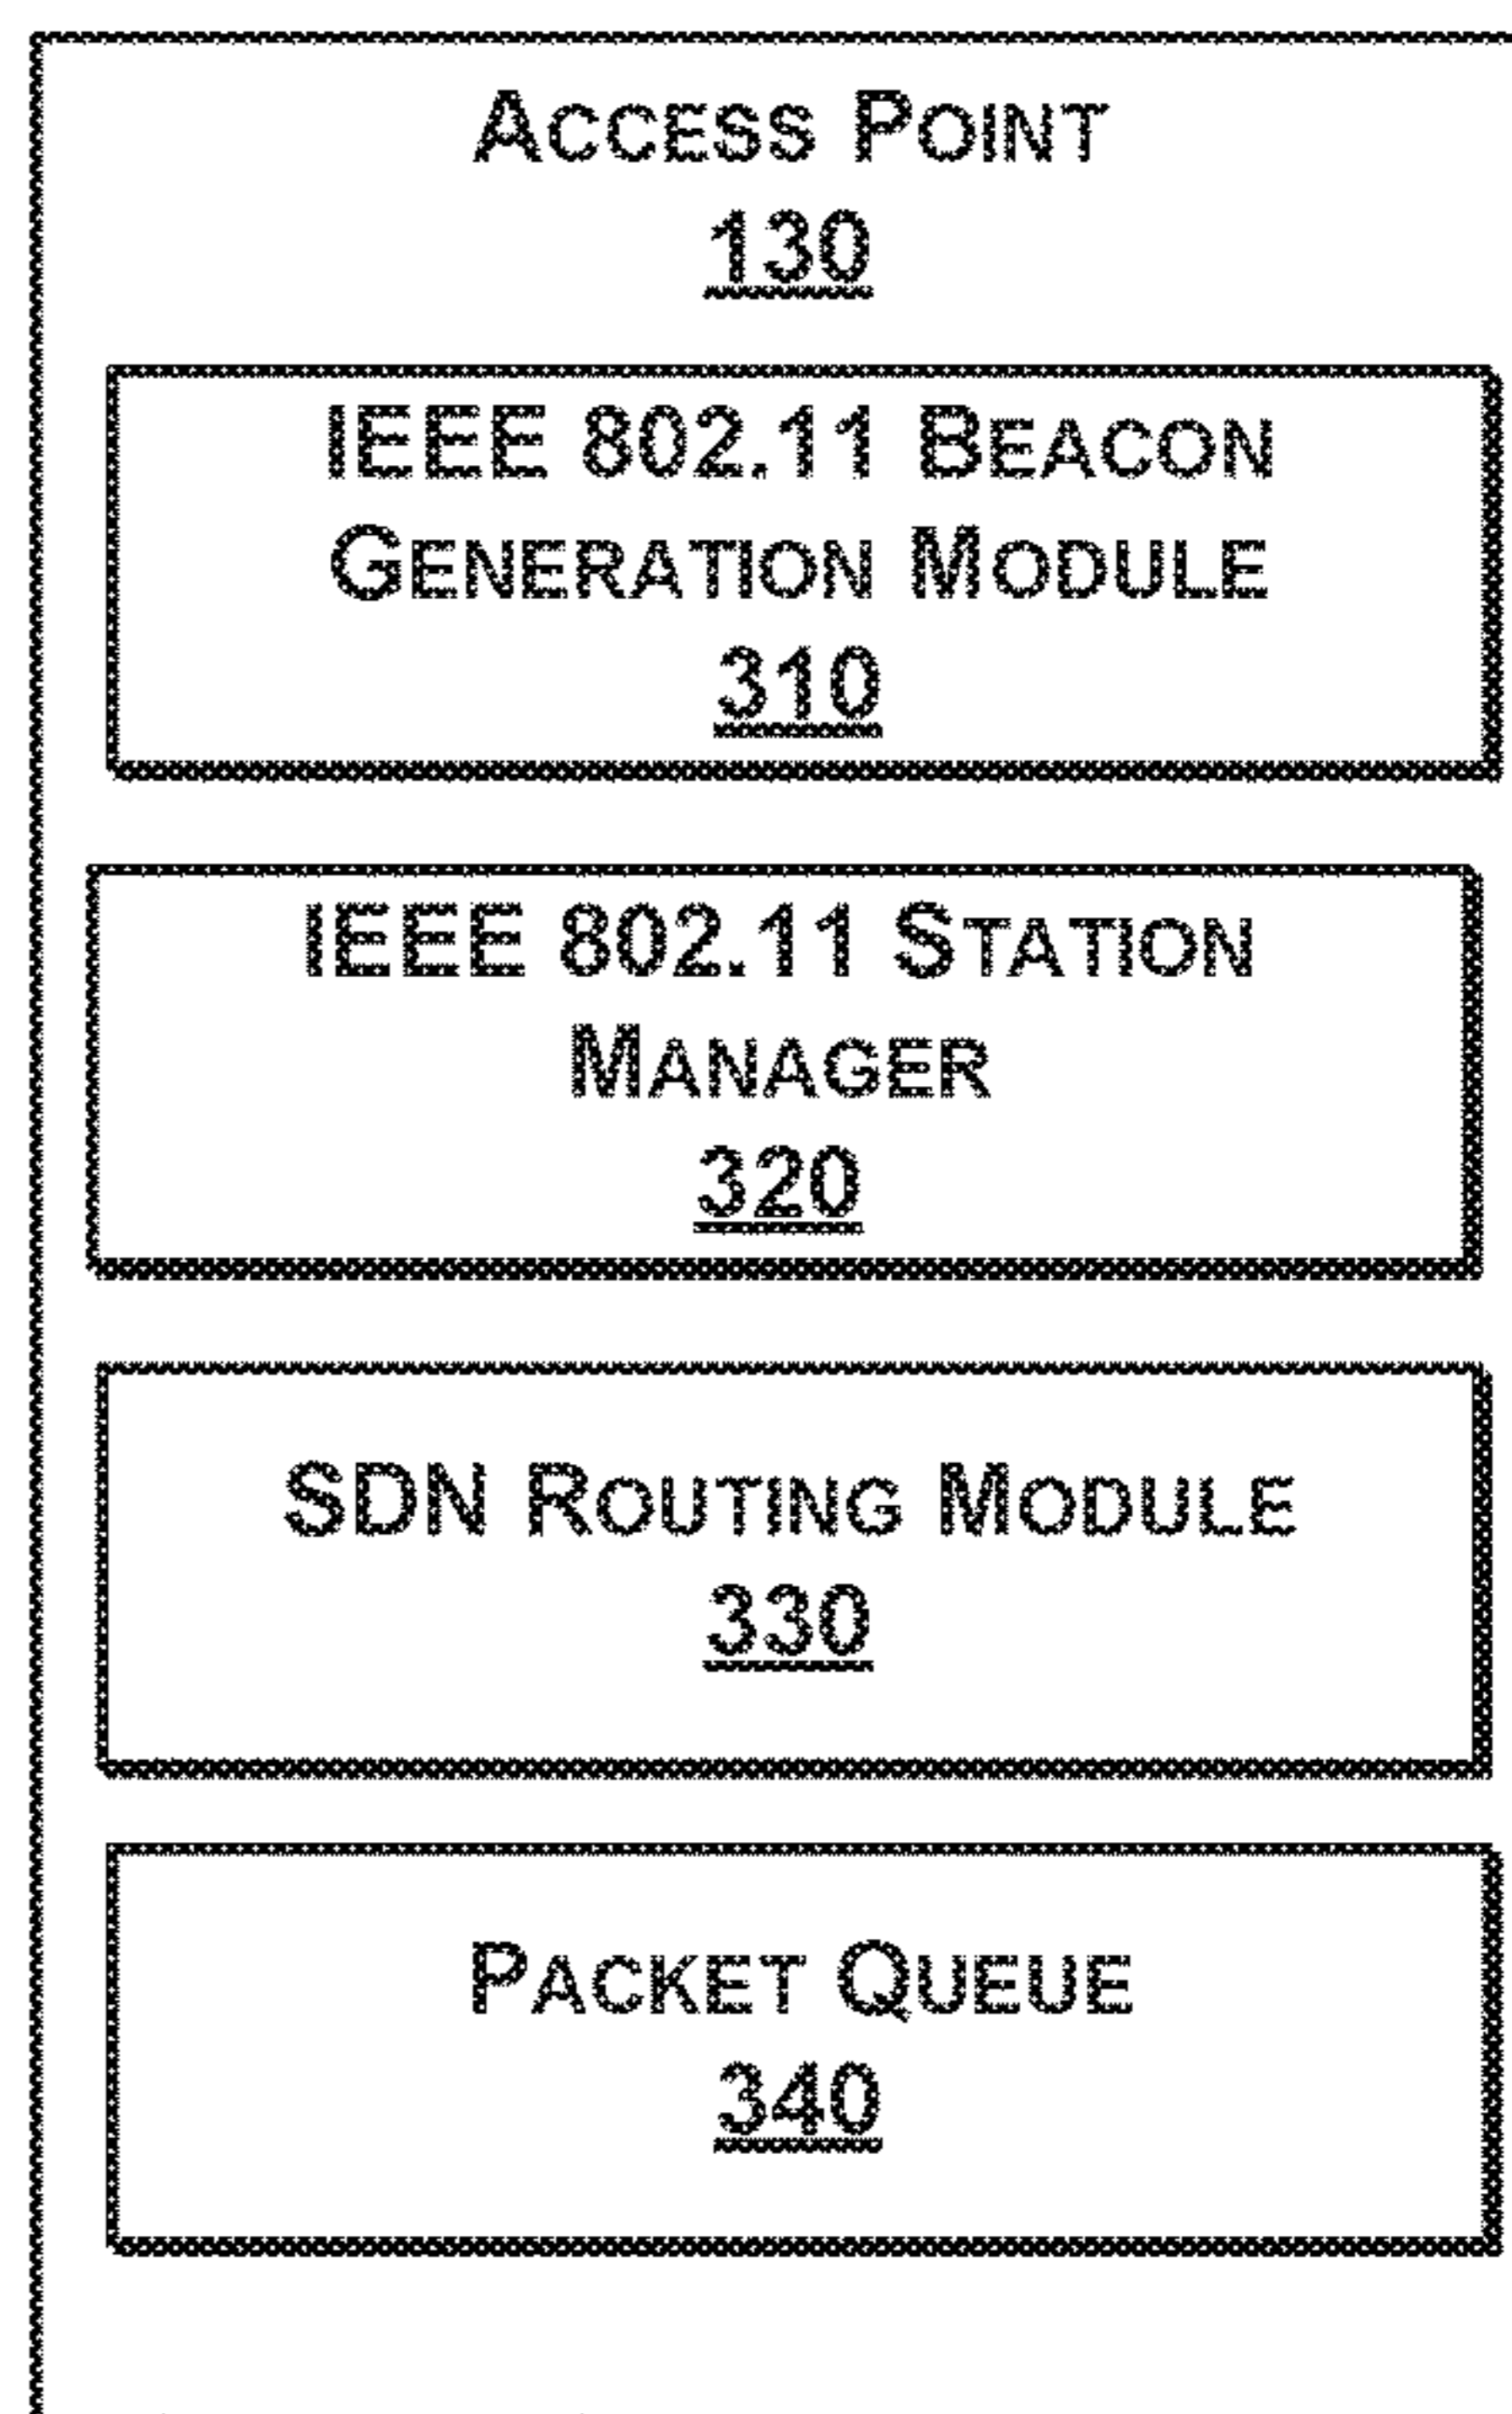 ACCESS POINT
130
IEEE 802.11 BEACON
GENERATION MODULE
310
IEEE 802.11 STATION
MANAGER
320
SDN ROUTING MODULE
330
PACKET QUEUE
340